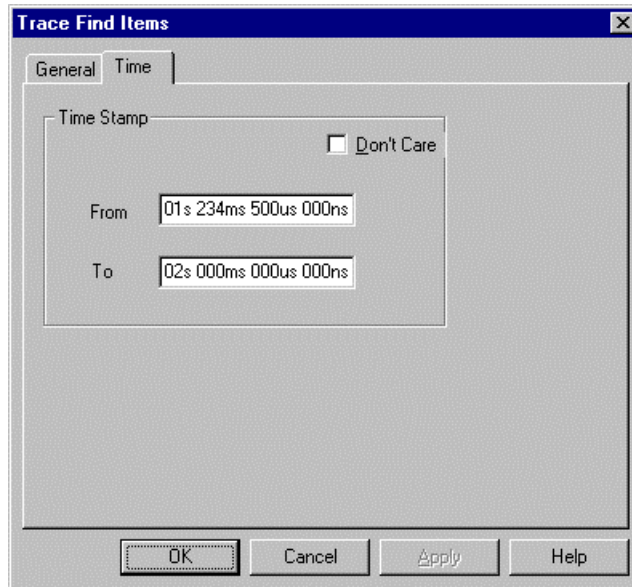 Trace Find Items
General Time
Time Stamp
Don't Care
From 01s 234ms 500us 000ns
To 02s 000ms 000us 000ns
OK Cancel Apply Help